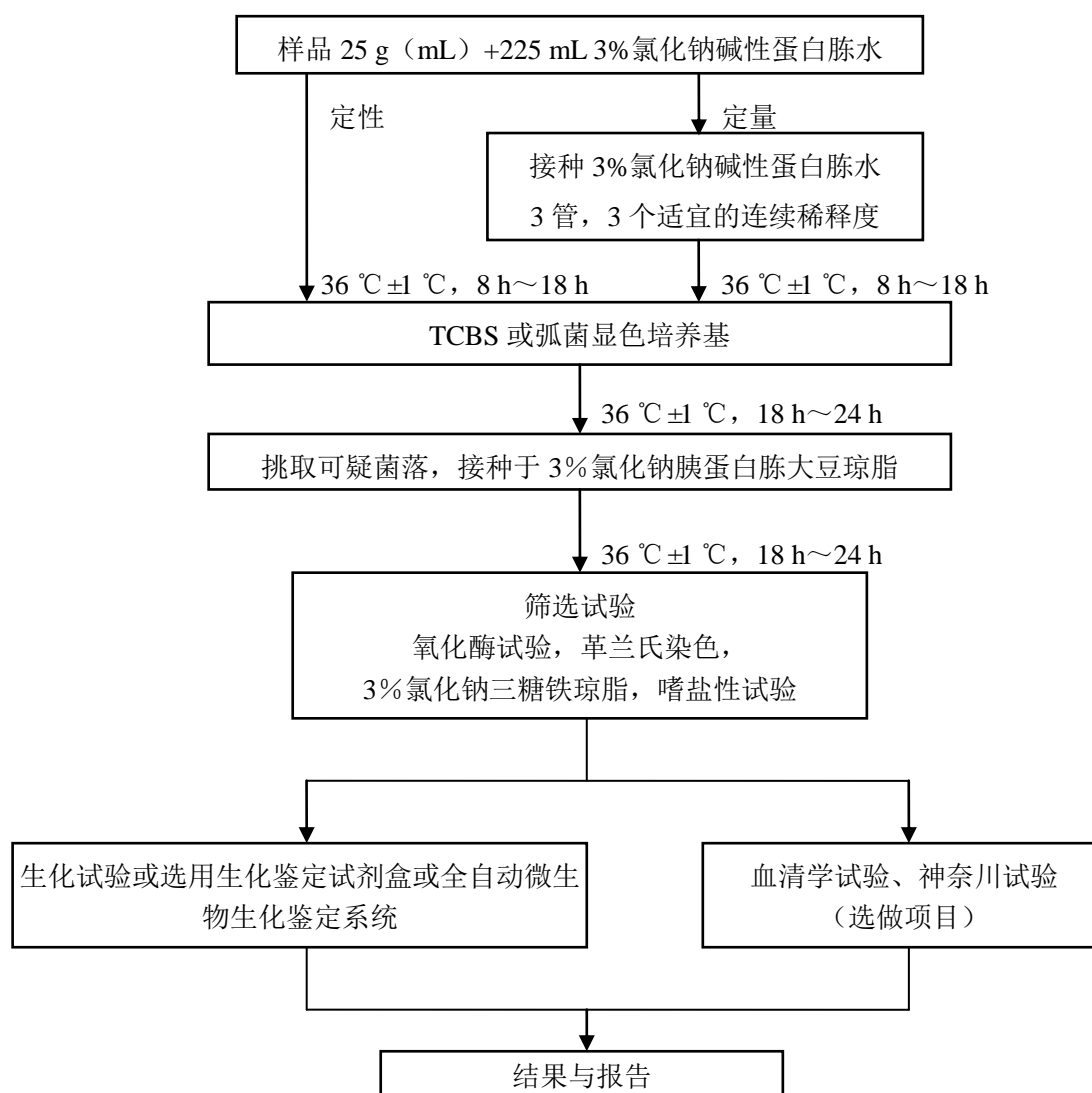 样品 25 g（mL）+225 mL 3%氯化钠碱性蛋白胨水
定性
定量
接种 3%氯化钠碱性蛋白胨水
3 管，3 个适宜的连续稀释度
36 ℃±1 ℃，8 h～18 h
36 ℃±1 ℃，8 h～18 h
TCBS 或弧菌显色培养基
36 ℃±1 ℃，18 h～24 h
挑取可疑菌落，接种于 3％氯化钠胰蛋白胨大豆琼脂
36 ℃±1 ℃，18 h～24 h
筛选试验
氧化酶试验，革兰氏染色，
3％氯化钠三糖铁琼脂，嗜盐性试验
生化试验或选用生化鉴定试剂盒或全自动微生
物生化鉴定系统
血清学试验、神奈川试验
（选做项目）
结果与报告